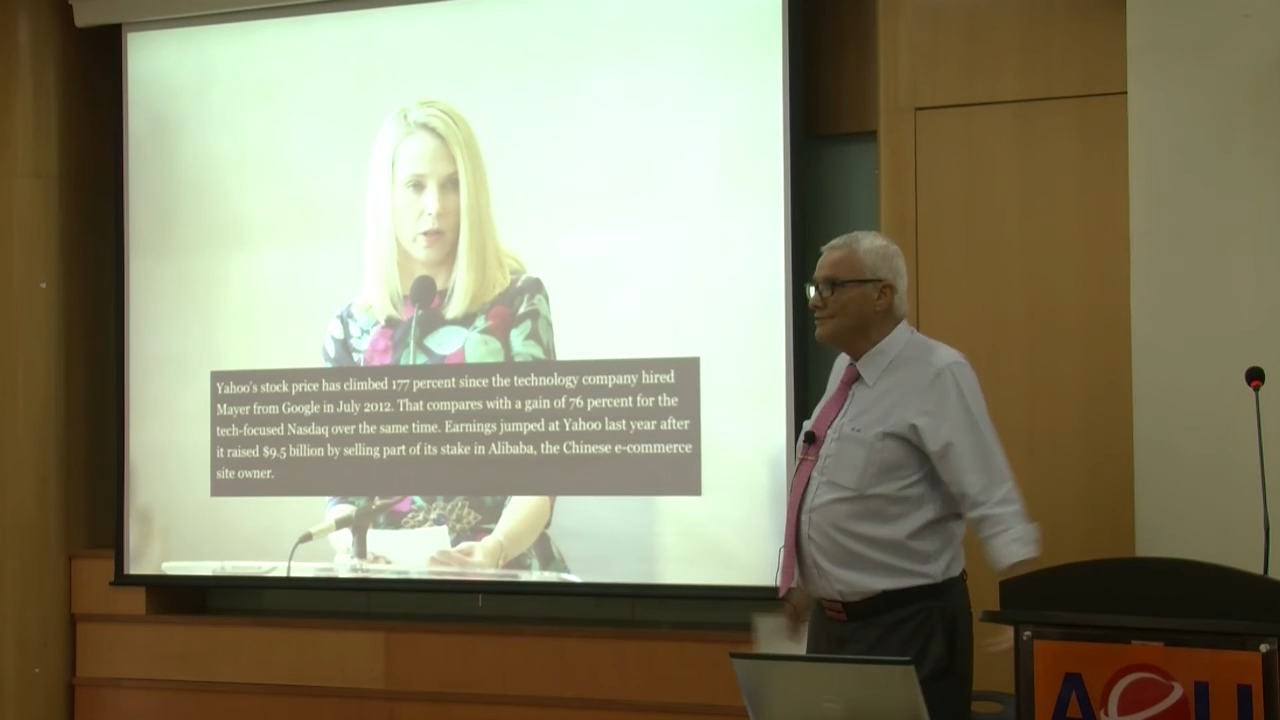 Yahoo's stock price has climbed 177 percent since the technology company hired
Mayer from Google in July 2012. That compares with a gain of 76 percent for the
tech-focused Nasdaq over the same time. Earnings jumped at Yahoo last year after
it raised $9.5 billion by selling part of its stake in Alibaba, the Chinese e-commerce
site owner.
AeU